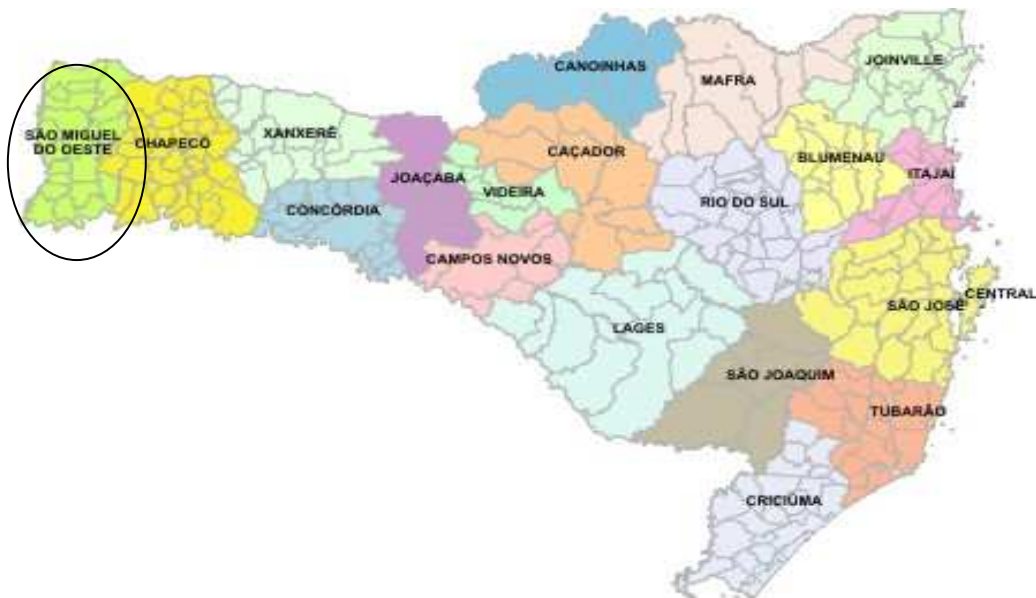 CANOINHAS
MAFRA
JOINVILLE
SÃO MIGUEL
DO OESTE
CHAPECÓ
XANXERÊ
CAÇADOR
BLUMENAU
ITAJAÍ
JOAÇABA
VIDEIRA
RIO DO SUL
CONCÓRDIA
CAMPOS NOVOS
CENTRAL
SÃO JOSÉ
LAGES
SÃO JOAQUIM
TUBARÃO
CRICIÚMA